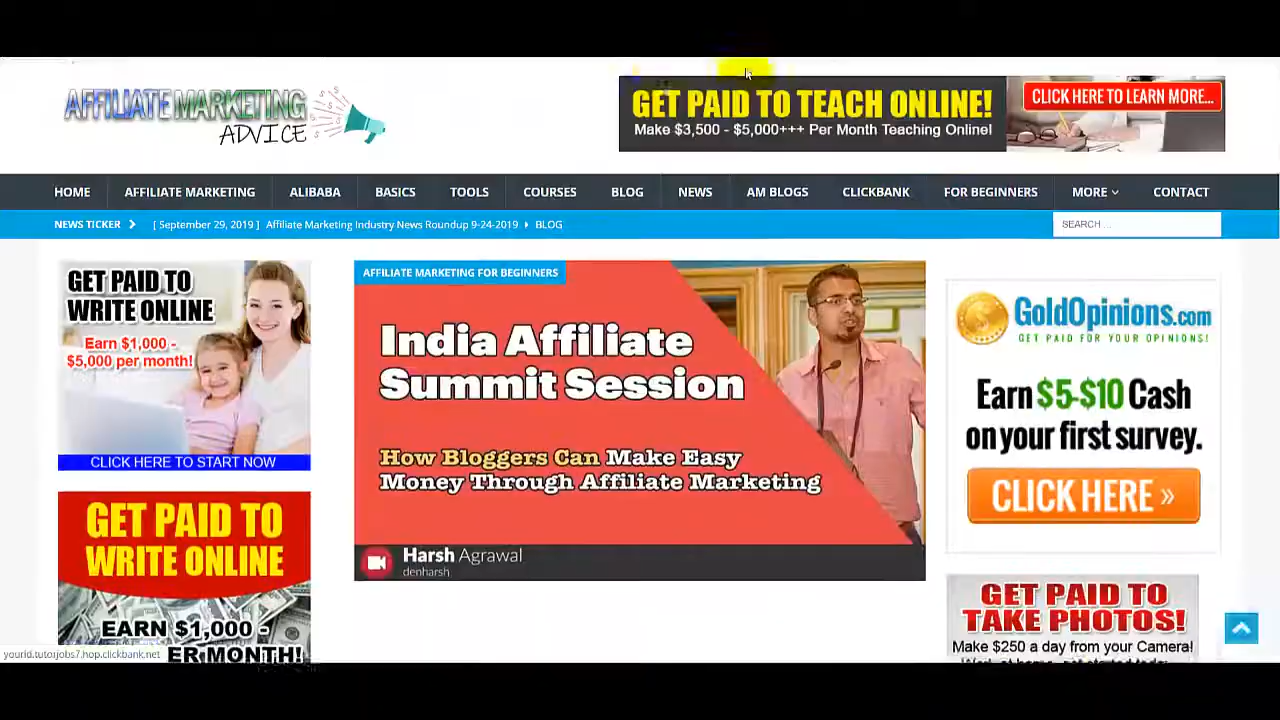 AFFILIATE MARKETING
ADVICE
GET PAID TO TEACH ONLINE!
Make $3,500 - $5,000+++ Per Month Teaching Online!
CLICK HERE TO LEARN MORE...
HOME AFFILIATE MARKETING ALIBABA BASICS TOOLS COURSES BLOG NEWS AM BLOGS CLICKBANK FOR BEGINNERS MORE CONTACT
NEWS TICKER [ September 29, 2019 ] Affiliate Marketing Industry News Roundup 9-24-2019 BLOG SEARCH ...
GET PAID TO
WRITE ONLINE
Earn $1,000 -
$5,000 per month!
CLICK HERE TO START NOW
GET PAID TO
WRITE ONLINE
EARN $1,000 -
ER MONTH!
AFFILIATE MARKETING FOR BEGINNERS
India Affiliate
Summit Session
How Bloggers Can Make Easy
Money Through Affiliate Marketing
Harsh Agrawal
denharsh
GoldOpinions.com
GET PAID FOR YOUR OPINIONS!
Earn $5-$10 Cash
on your first survey.
CLICK HERE »
GET PAID TO
TAKE PHOTOS!
Make $250 a day from your Camera!
yourid.tutorjobs7.hop.clickbank.net